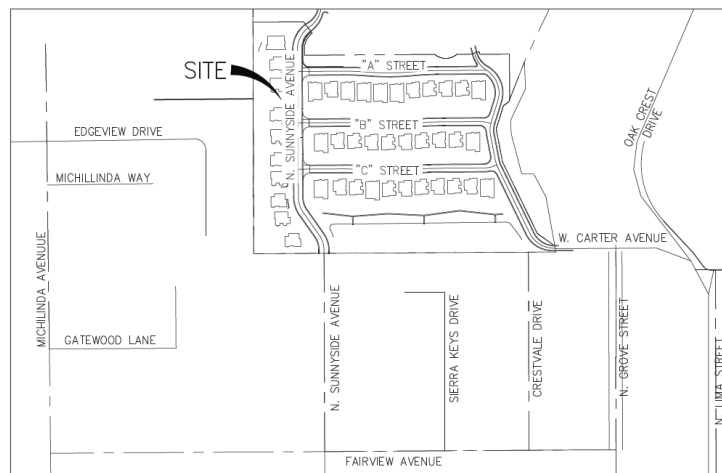 SITE
N. SUNNYSIDE AVENUE
"A" STREET
"B" STREET
"C" STREET
OAK CREST
DRIVE
EDGEVIEW DRIVE
MICHILLINDA WAY
MICHILINDA AVENUUE
GATEWOOD LANE
W. CARTER AVENUE
N. SUNNYSIDE AVENUE
SIERRA KEYS DRIVE
CRESTVALE DRIVE
N. GROVE STREET
N. LIMA STREET
FAIRVIEW AVENUE